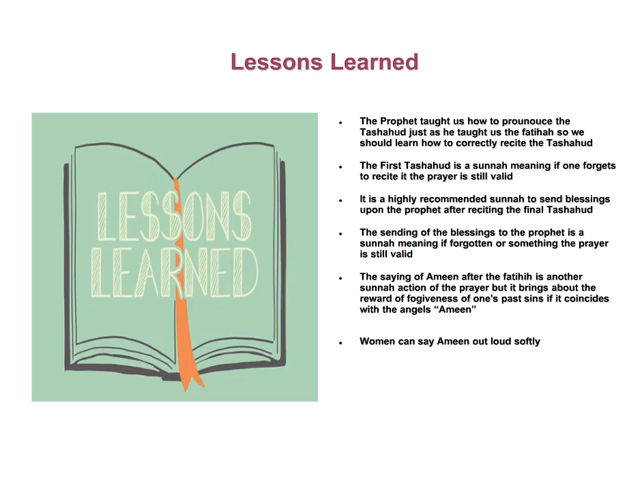 Lessons Learned
LESSONS
LEARNED
The Prophet taught us how to prounouce the
Tashahud just as he taught us the fatihah so we
should learn how to correctly recite the Tashahud
The First Tashahud is a sunnah meaning if one forgets
to recite it the prayer is still valid
It is a highly recommended sunnah to send blessings
upon the prophet after reciting the final Tashahud
The sending of the blessings to the prophet is a
sunnah meaning if forgotten or something the prayer
is still valid
The saying of Ameen after the fatihih is another
sunnah action of the prayer but it brings about the
reward of fogiveness of one's past sins if it coincides
with the angels “Ameen”
Women can say Ameen out loud softly